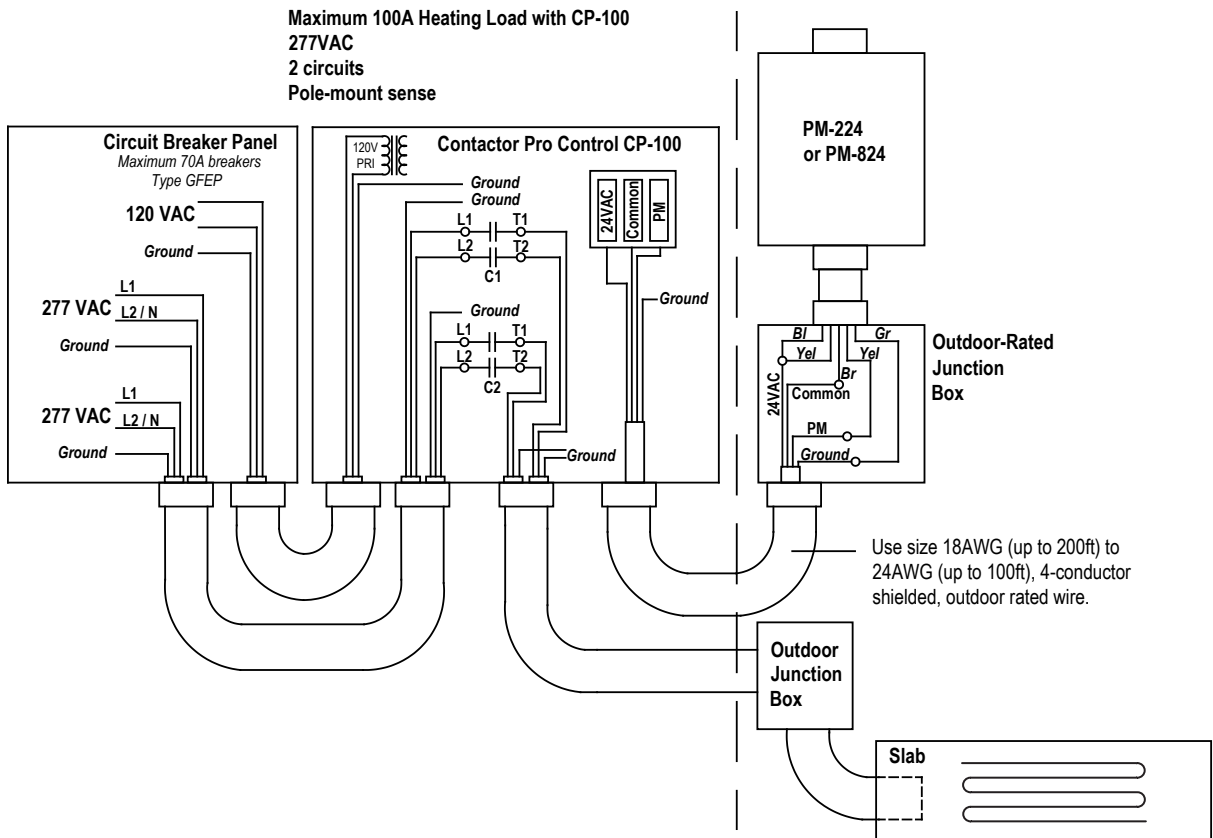 Maximum 100A Heating Load with CP-100
277VAC
2 circuits
Pole-mount sense
Circuit Breaker Panel
Maximum 70A breakers
Type GFEP
120 VAC
Ground
L1
277 VAC
L2 / N
Ground
L1
277 VAC
L2 / N
Ground
120V
PRI
Contactor Pro Control CP-100
Ground
Ground
L1
T1
L2
T2
C1
Ground
L1
T1
L2
T2
C2
Ground
24VAC
Common
PM
Ground
PM-224
or PM-824
Bl
Gr
Yel
Yel
Br
24VAC
Common
PM
Ground
Outdoor-Rated
Junction
Box
Use size 18AWG (up to 200ft) to
24AWG (up to 100ft), 4-conductor
shielded, outdoor rated wire.
Outdoor
Junction
Box
Slab